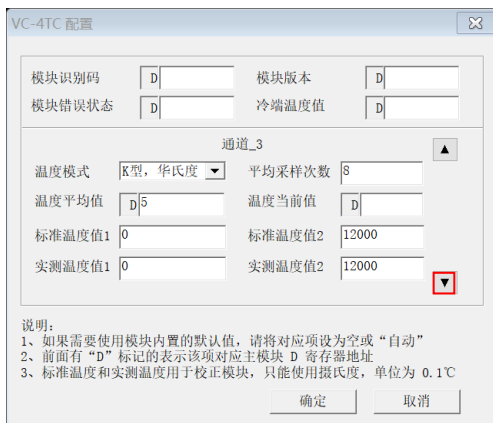 VC-4TC 配置
模块识别码 D 模块版本 D
模块错误状态 D 冷端温度值 D
通道_3
▲
温度模式 K型，华氏度 ▼ 平均采样次数 8
温度平均值 D 5 温度当前值 D
标准温度值1 0 标准温度值2 12000
实测温度值1 0 实测温度值2 12000
▼
说明：
1、如果需要使用模块内置的默认值，请将对应项设为空或“自动”
2、前面有“D”标记的表示该项对应主模块 D 寄存器地址
3、标准温度和实测温度用于校正模块，只能使用摄氏度，单位为 0.1℃
确定 取消